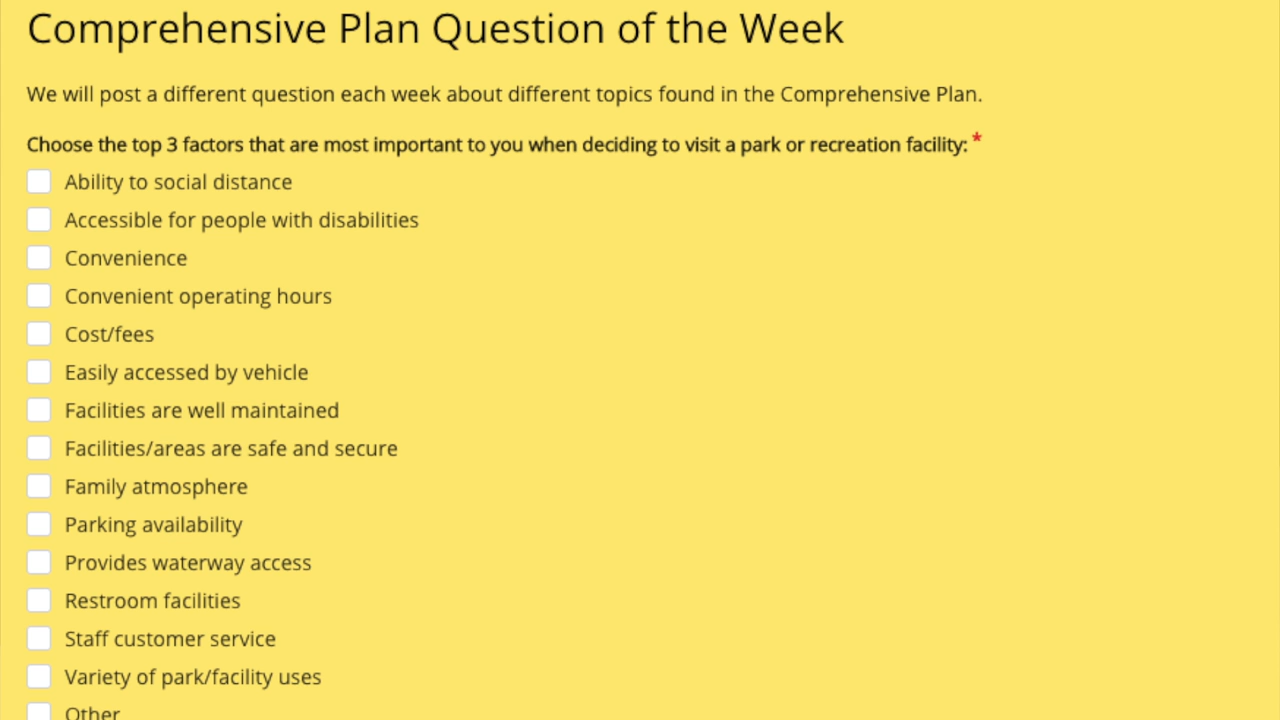 Comprehensive Plan Question of the Week
We will post a different question each week about different topics found in the Comprehensive Plan.
Choose the top 3 factors that are most important to you when deciding to visit a park or recreation facility: *
Ability to social distance
Accessible for people with disabilities
Convenience
Convenient operating hours
Cost/fees
Easily accessed by vehicle
Facilities are well maintained
Facilities/areas are safe and secure
Family atmosphere
Parking availability
Provides waterway access
Restroom facilities
Staff customer service
Variety of park/facility uses
Other